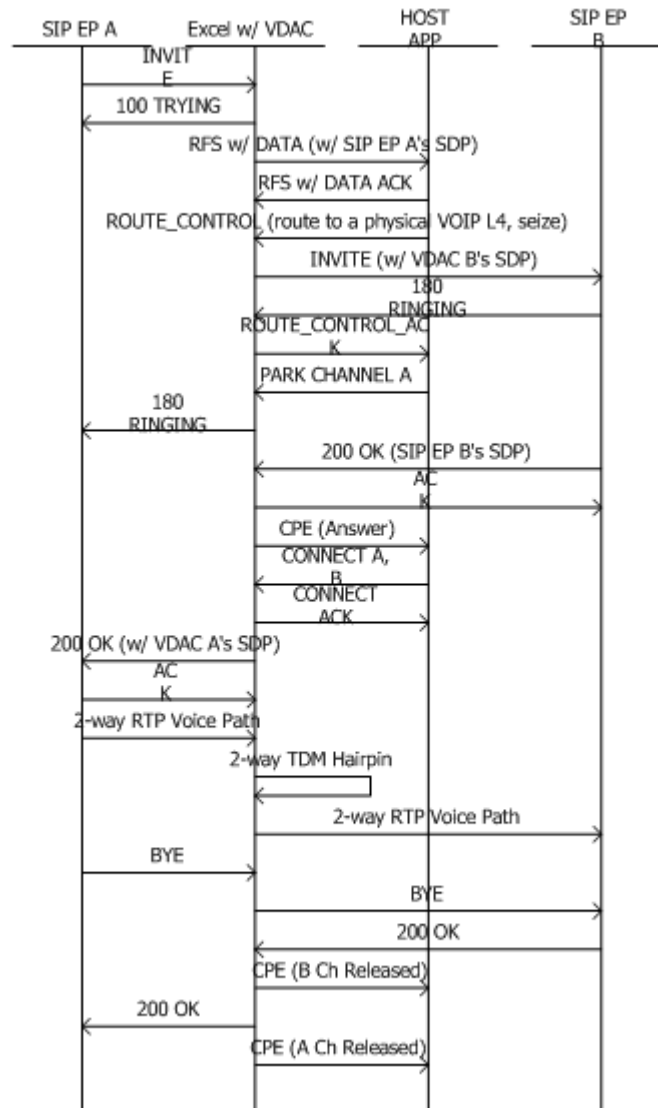 SIP EP A
Excel w/ VDAC
HOST
APP
SIP EP
B
INVIT
E
100 TRYING
RFS w/ DATA (w/ SIP EP A's SDP)
RFS w/ DATA ACK
ROUTE_CONTROL (route to a physical VOIP L4, seize)
INVITE (w/ VDAC B's SDP)
180
RINGING
ROUTE_CONTROL_AC
K
PARK CHANNEL A
180
RINGING
200 OK (SIP EP B's SDP)
AC
K
CPE (Answer)
CONNECT A,
B
CONNECT
ACK
200 OK (w/ VDAC A's SDP)
AC
K
2-way RTP Voice Path
2-way TDM Hairpin
2-way RTP Voice Path
BYE
BYE
200 OK
CPE (B Ch Released)
200 OK
CPE (A Ch Released)